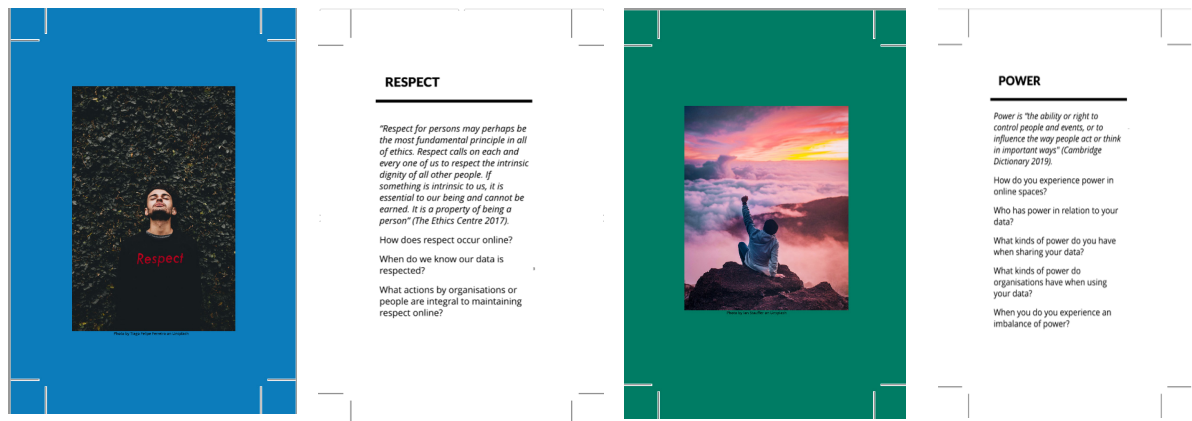 Respect
RESPECT
"Respect for persons may perhaps be
the most fundamental principle in all
of ethics. Respect calls on each and
every one of us to respect the intrinsic
dignity of all other people. If
something is intrinsic to us, it is
essential to our being and cannot be
earned. It is a property of being a
person" (The Ethics Centre 2017).
How does respect occur online?
When do we know our data is
respected?
What actions by organisations or
people are integral to maintaining
respect online?
POWER
Power is "the ability or right to
control people and events, or to
influence the way people act or think
in important ways" (Cambridge
Dictionary 2019).
How do you experience power in
online spaces?
Who has power in relation to your
data?
What kinds of power do you have
when sharing your data?
What kinds of power do
organisations have when using
your data?
When you do you experience an
imbalance of power?